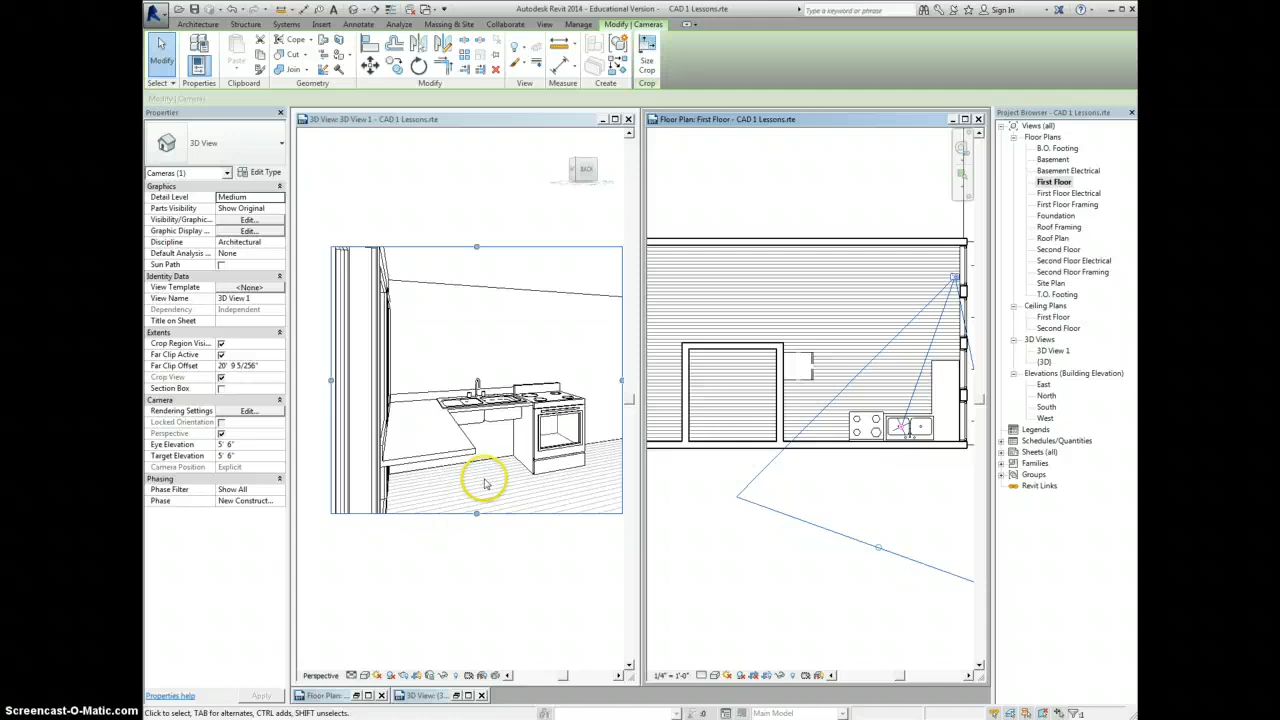 Autodesk Revit 2014 - Educational Version - CAD 1 Lessons.rte
Type a keyword or phrase
Sign In
Architecture Structure Systems Insert Annotate Analyze Massing & Site Collaborate View Manage Modify | Cameras
Modify
Properties
Paste
Cope
Cut
Join
Size
Crop
Select Properties Clipboard Geometry Modify View Measure Create Crop
Modify | Cameras
Properties
3D View
Cameras (1)
Edit Type
Graphics
Detail Level Medium
Parts Visibility Show Original
Visibility/Graphic... Edit...
Graphic Display ... Edit...
Discipline Architectural
Default Analysis ... None
Sun Path
Identity Data
View Template <None>
View Name 3D View 1
Dependency Independent
Title on Sheet
Extents
Crop Region Visi...
Far Clip Active
Far Clip Offset 20' 9 5/256"
Crop View
Section Box
Camera
Rendering Settings Edit...
Locked Orientation
Perspective
Eye Elevation 5' 6"
Target Elevation 5' 6"
Camera Position Explicit
Phasing
Phase Filter Show All
Phase New Construct...
Properties help
Apply
3D View: 3D View 1 - CAD 1 Lessons.rte
BACK
Perspective
Floor Plan: First Floor - CAD 1 Lessons.rte
1/4" = 1'-0"
Floor Plan: ...
3D View: (3...
Project Browser - CAD 1 Lessons.rte
Views (all)
Floor Plans
B.O. Footing
Basement
Basement Electrical
First Floor
First Floor Electrical
First Floor Framing
Foundation
Roof Framing
Roof Plan
Second Floor
Second Floor Electrical
Second Floor Framing
Site Plan
T.O. Footing
Ceiling Plans
First Floor
Second Floor
3D Views
3D View 1
{3D}
Elevations (Building Elevation)
East
North
South
West
Legends
Schedules/Quantities
Sheets (all)
Families
Groups
Revit Links
Click to select, TAB for alternates, CTRL adds, SHIFT unselects.
:0
Main Model
:1
Screencast-O-Matic.com